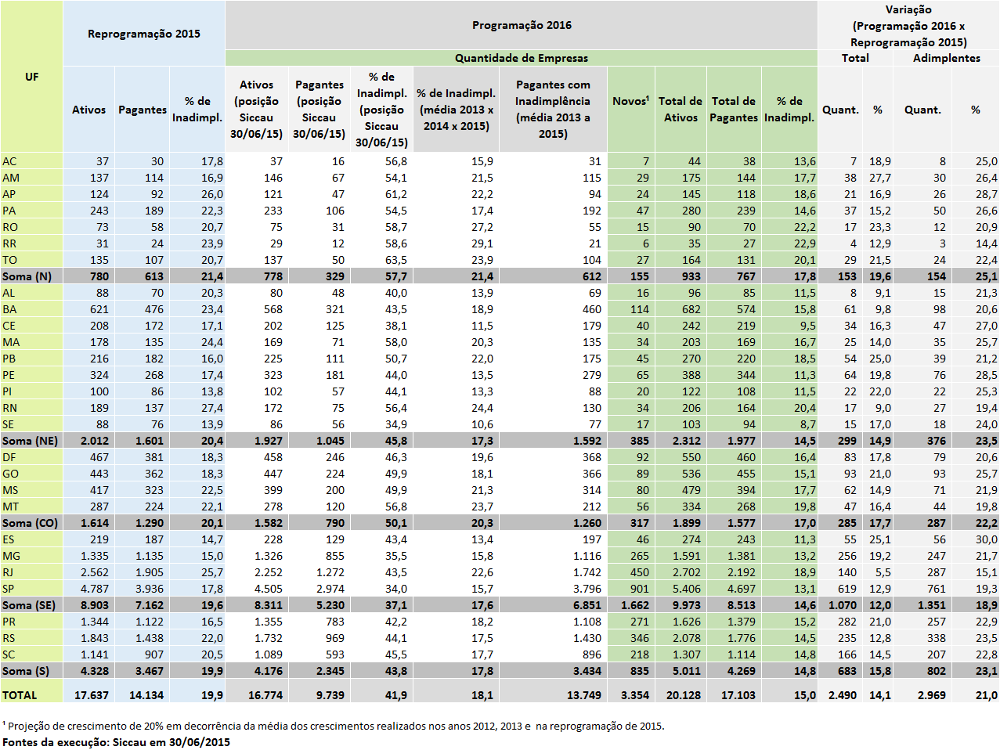 UF
Reprogramação 2015
Programação 2016
Variação
(Programação 2016 x
Reprogramação 2015)
Quantidade de Empresas
Total
Adimplentes
Ativos
Pagantes
% de
Inadimpl.
Ativos
(posição
Siccau
30/06/15)
Pagantes
(posição
Siccau
30/06/15)
% de
Inadimpl.
(posição
Siccau
30/06/15)
% de Inadimpl.
(média 2013 x
2014 x 2015)
Pagantes com
Inadimplência
(média 2013 a
2015)
Novos¹
Total de
Ativos
Total de
Pagantes
% de
Inadimpl.
Quant.
%
Quant.
%
AC 37 30 17,8 37 16 56,8 15,9 31 7 44 38 13,6 7 18,9 8 25,0
AM 137 114 16,9 146 67 54,1 21,5 115 29 175 144 17,7 38 27,7 30 26,4
AP 124 92 26,0 121 47 61,2 22,2 94 24 145 118 18,6 21 16,9 26 28,7
PA 243 189 22,3 233 106 54,5 17,4 192 47 280 239 14,6 37 15,2 50 26,6
RO 73 58 20,7 75 31 58,7 27,2 55 15 90 70 22,2 17 23,3 12 20,9
RR 31 24 23,9 29 12 58,6 29,1 21 6 35 27 22,9 4 12,9 3 14,4
TO 135 107 20,7 137 50 63,5 23,9 104 27 164 131 20,1 29 21,5 24 22,4
Soma (N) 780 613 21,4 778 329 57,7 21,4 612 155 933 767 17,8 153 19,6 154 25,1
AL 88 70 20,3 80 48 40,0 13,9 69 16 96 85 11,5 8 9,1 15 21,3
BA 621 476 23,4 568 321 43,5 18,9 460 114 682 574 15,8 61 9,8 98 20,6
CE 208 172 17,1 202 125 38,1 11,5 179 40 242 219 9,5 34 16,3 47 27,0
MA 178 135 24,4 169 71 58,0 20,3 135 34 203 169 16,7 25 14,0 35 25,7
PB 216 182 16,0 225 111 50,7 22,0 175 45 270 220 18,5 54 25,0 39 21,2
PE 324 268 17,4 323 181 44,0 13,5 279 65 388 344 11,3 64 19,8 76 28,5
PI 100 86 13,8 102 57 44,1 13,3 88 20 122 108 11,5 22 22,0 22 25,3
RN 189 137 27,4 172 75 56,4 24,4 130 34 206 164 20,4 17 9,0 27 19,4
SE 88 76 13,9 86 56 34,9 10,6 77 17 103 94 8,7 15 17,0 18 24,0
Soma (NE) 2.012 1.601 20,4 1.927 1.045 45,8 17,3 1.592 385 2.312 1.977 14,5 299 14,9 376 23,5
DF 467 381 18,3 458 246 46,3 19,6 368 92 550 460 16,4 83 17,8 79 20,6
GO 443 362 18,3 447 224 49,9 18,1 366 89 536 455 15,1 93 21,0 93 25,7
MS 417 323 22,5 399 200 49,9 21,3 314 80 479 394 17,7 62 14,9 71 21,9
MT 287 224 22,1 278 120 56,8 23,7 212 56 334 268 19,8 47 16,4 44 19,8
Soma (CO) 1.614 1.290 20,1 1.582 790 50,1 20,3 1.260 317 1.899 1.577 17,0 285 17,7 287 22,2
ES 219 187 14,7 228 129 43,4 13,4 197 46 274 243 11,3 55 25,1 56 30,0
MG 1.335 1.135 15,0 1.326 855 35,5 15,8 1.116 265 1.591 1.381 13,2 256 19,2 247 21,7
RJ 2.562 1.905 25,7 2.252 1.272 43,5 22,6 1.742 450 2.702 2.192 18,9 140 5,5 287 15,1
SP 4.787 3.936 17,8 4.505 2.974 34,0 15,7 3.796 901 5.406 4.697 13,1 619 12,9 761 19,3
Soma (SE) 8.903 7.162 19,6 8.311 5.230 37,1 17,6 6.851 1.662 9.973 8.513 14,6 1.070 12,0 1.351 18,9
PR 1.344 1.122 16,5 1.355 783 42,2 18,2 1.108 271 1.626 1.379 15,2 282 21,0 257 22,9
RS 1.843 1.438 22,0 1.732 969 44,1 17,5 1.430 346 2.078 1.776 14,5 235 12,8 338 23,5
SC 1.141 907 20,5 1.089 593 45,5 17,7 896 218 1.307 1.114 14,8 166 14,5 207 22,8
Soma (S) 4.328 3.467 19,9 4.176 2.345 43,8 17,8 3.434 835 5.011 4.269 14,8 683 15,8 802 23,1
TOTAL 17.637 14.134 19,9 16.774 9.739 41,9 18,1 13.749 3.354 20.128 17.103 15,0 2.490 14,1 2.969 21,0
¹ Projeção de crescimento de 20% em decorrência da média dos crescimentos realizados nos anos 2012, 2013 e na reprogramação de 2015.
Fontes da execução: Siccau em 30/06/2015